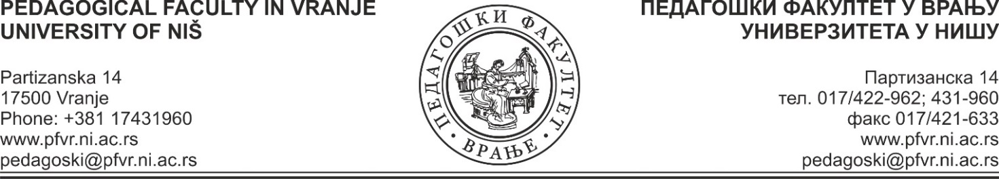 PEDAGOGICAL FACULTY IN VRANJE
UNIVERSITY OF NIŠ
Partizanska 14
17500 Vranje
Phone: +381 17431960
www.pfvr.ni.ac.rs
pedagoski@pfvr.ni.ac.rs
ПЕДАГОШКИ ФАКУЛТЕТ
· ВРАЊЕ ·
ПЕДАГОШКИ ФАКУЛТЕТ У ВРАЊУ
УНИВЕРЗИТЕТА У НИШУ
Партизанска 14
тел. 017/422-962; 431-960
факс 017/421-633
www.pfvr.ni.ac.rs
pedagoski@pfvr.ni.ac.rs